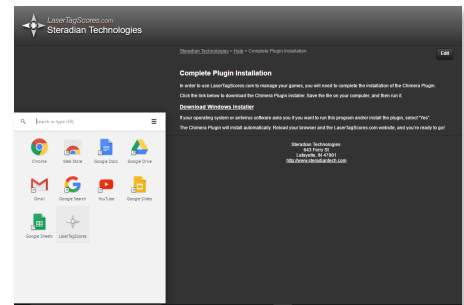 LaserTagScores.com
Steradian Technologies
Steradian Technologies > Help > Complete Plugin Installation
Edit
Complete Plugin Installation
In order to use LaserTagScores.com to manage your games, you will need to complete the installation of the Chimera Plugin.
Click the link below to download the Chimera Plugin installer. Save the file on your computer, and then run it.
Download Windows Installer
If your operating system or antivirus software asks you if you want to run this program and/or install the plugin, select "Yes".
The Chimera Plugin will install automatically. Reload your browser and the LaserTagScores.com website, and you're ready to go!
Steradian Technologies
543 Ferry St
Lafayette, IN 47901
http://www.steradiantech.com
Search or type URL
Chrome
Web Store
Google Docs
Google Drive
Gmail
Google Search
YouTube
Google Slides
Google Sheets
LaserTagScores